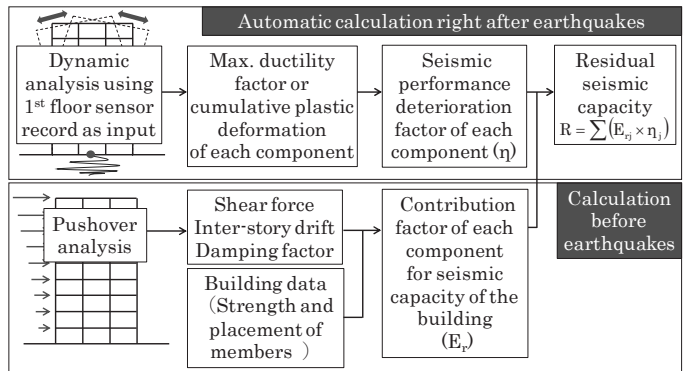 Automatic calculation right after earthquakes
Dynamic
analysis using
1st floor sensor
record as input
Max. ductility
factor or
cumulative plastic
deformation
of each component
Seismic
performance
deterioration
factor of each
component (η)
Residual
seismic
capacity
R = ∑(E_rj × η_j)
Pushover
analysis
Shear force
Inter-story drift
Damping factor
Building data
(Strength and
placement of
members )
Contribution
factor of each
component
for seismic
capacity of the
building
(E_r)
Calculation
before
earthquakes